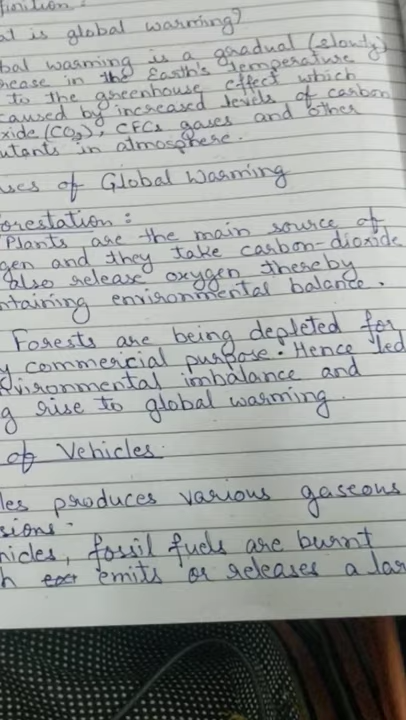 finition :
at is global warming?
bal warming is a gradual (slowly)
rease in the Earth's temperature
to the greenhouse effect which
caused by increased levels of carbon
xide (CO2), CFCs gases and other
utants in atmosphere.
uses of Global Warming
orestation :
Plants are the main source of
gen and they take carbon-dioxide
also release oxygen thereby
ntaining environmental balance.
Forests are being depleted for
y commericial purpose. Hence led
nvironmental imbalance and
g rise to global warming.
of Vehicles.
les produces various gaseous
sions.
hicles, fossil fuels are burnt
h emits or releases a lar